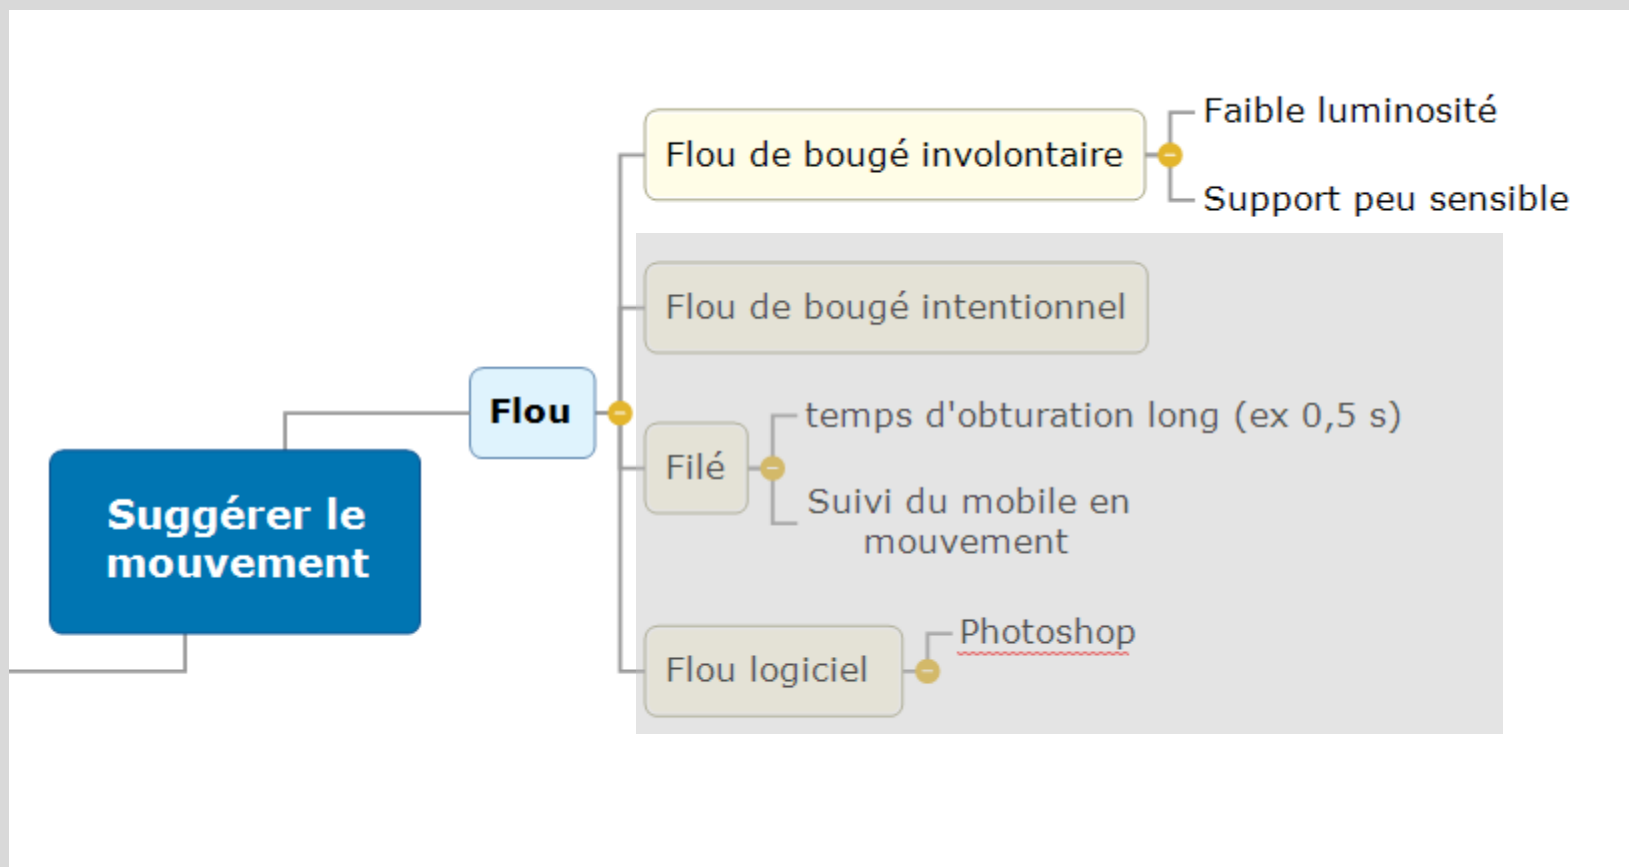 Faible luminosité
Flou de bougé involontaire
Support peu sensible
Flou de bougé intentionnel
Flou
temps d'obturation long (ex 0,5 s)
Filé
Suivi du mobile en
mouvement
Suggérer le
mouvement
Photoshop
Flou logiciel